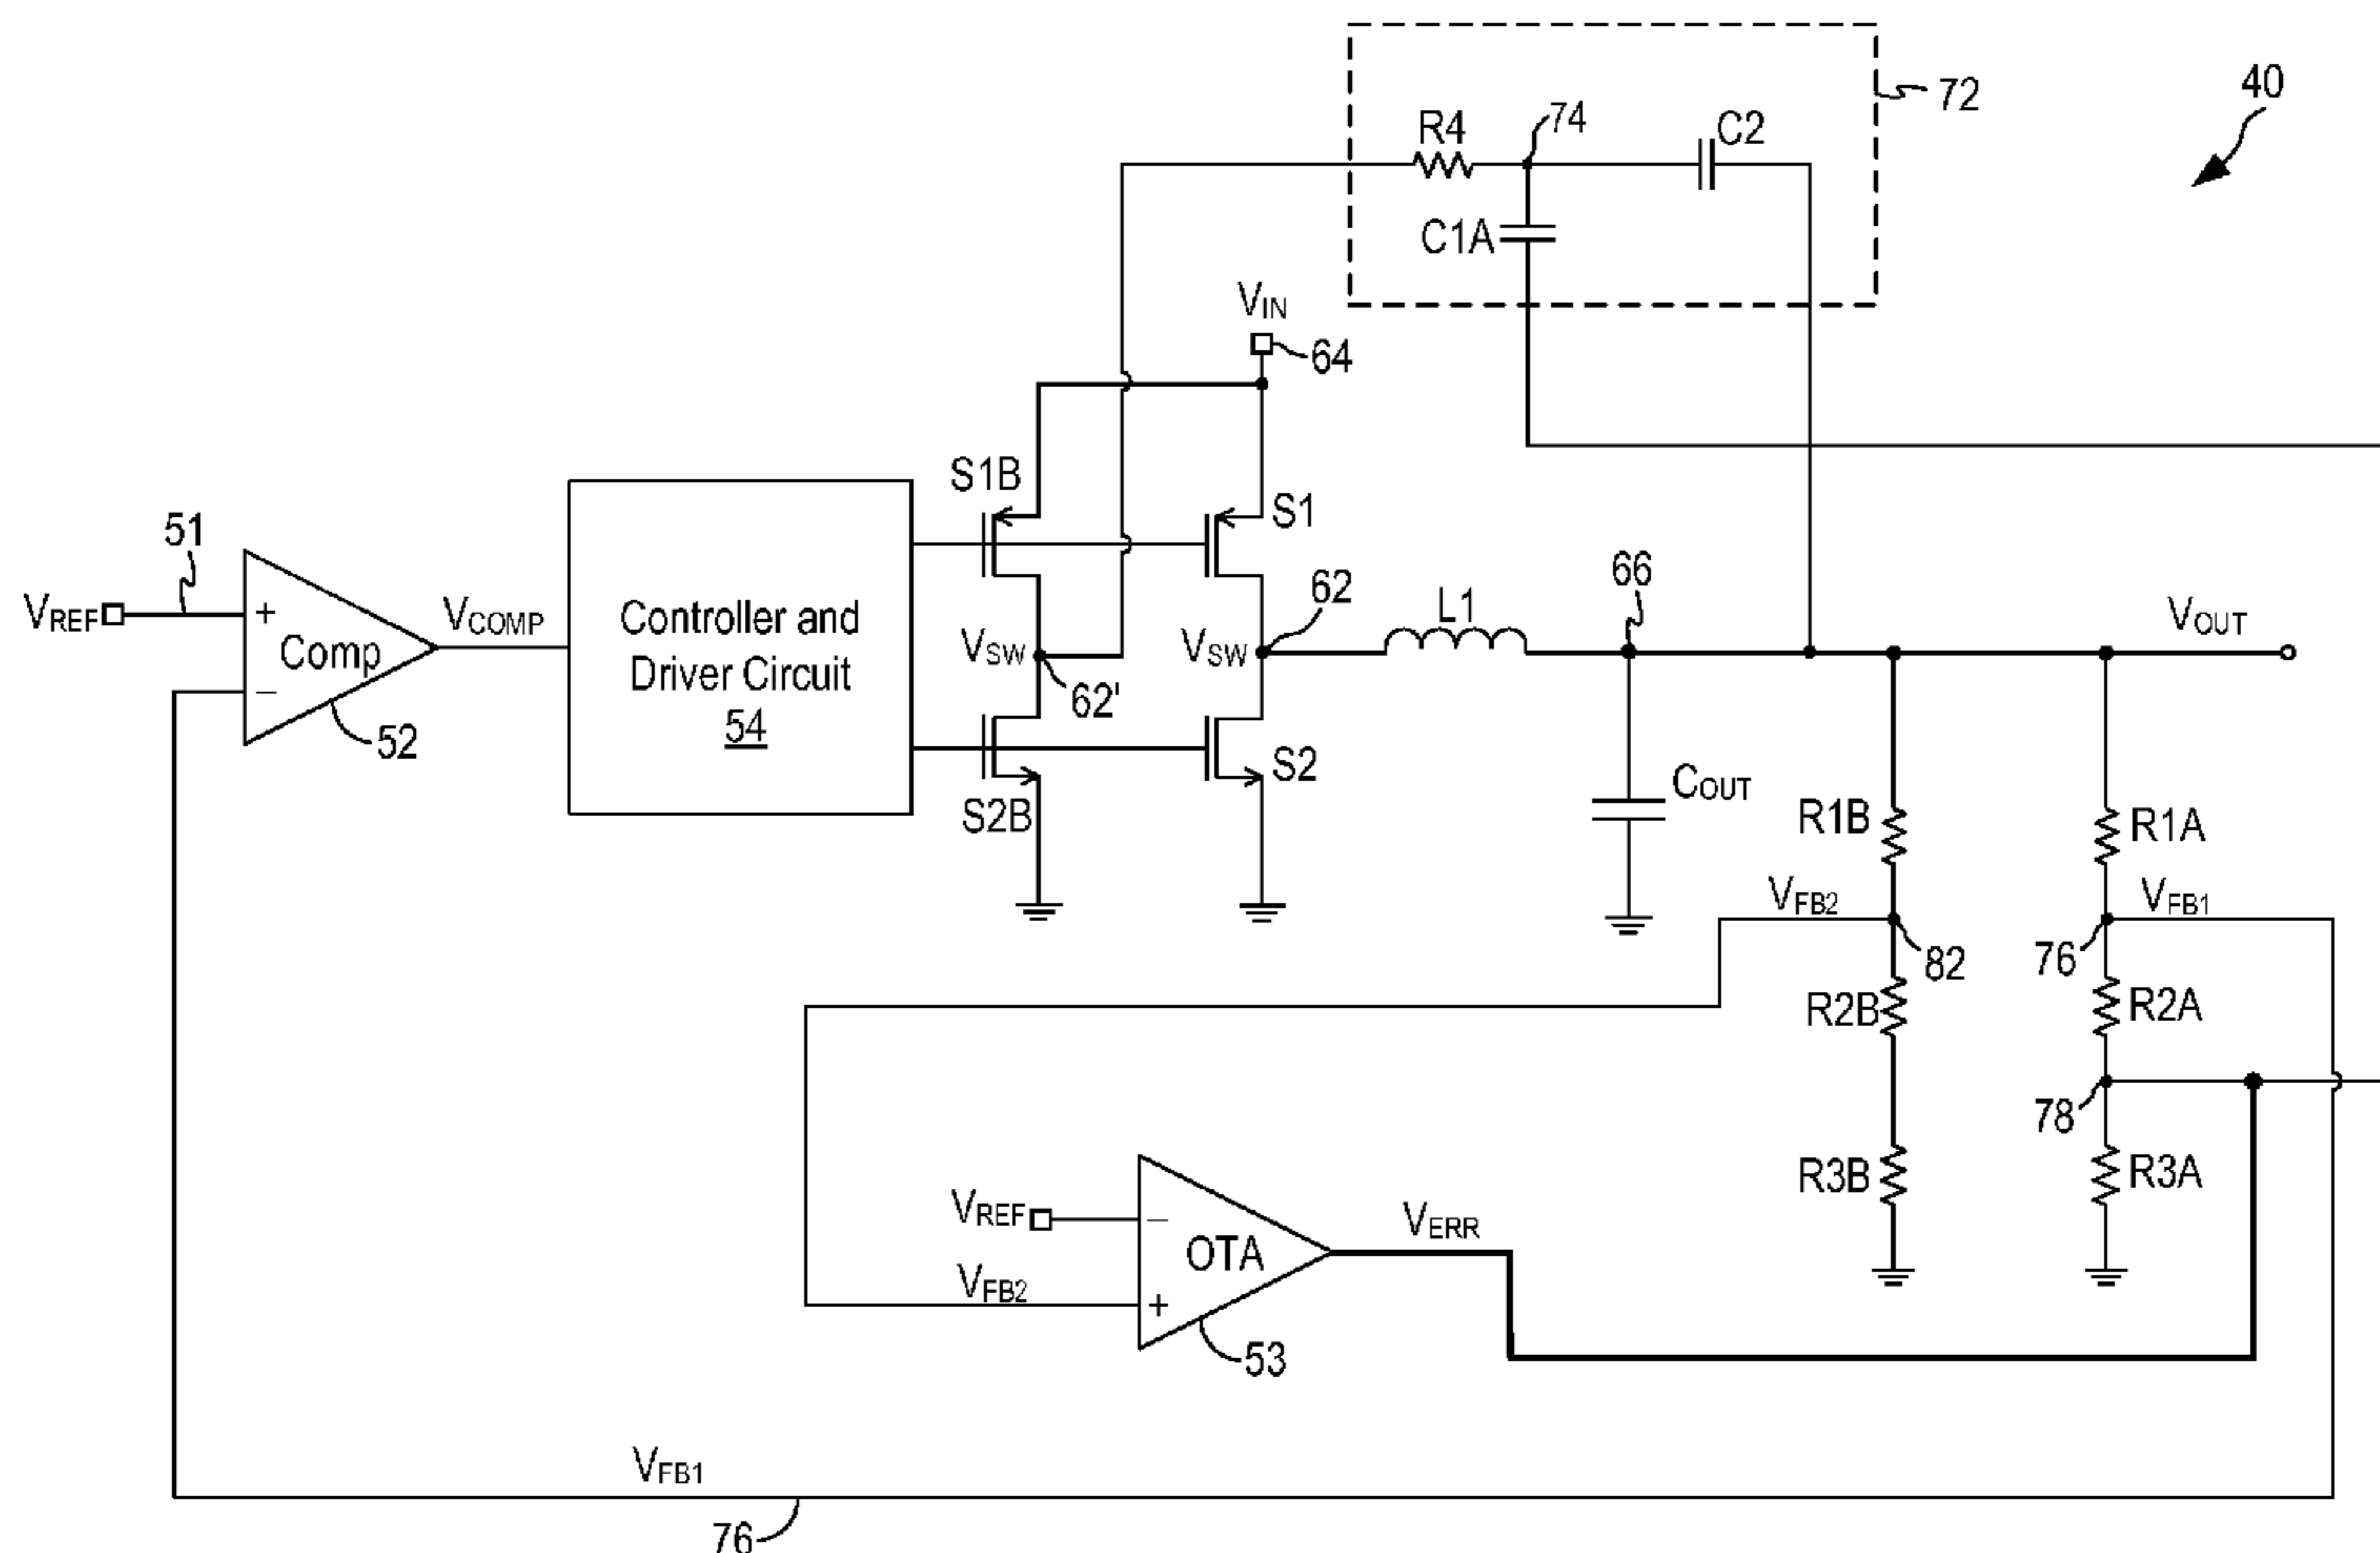 40
72
R4
74
C2
C1A
VIN
64
S1B
S1
51
VREF
+
Comp
−
52
VCOMP
Controller and
Driver Circuit
54
VSW
62'
VSW
62
L1
66
VOUT
S2B
S2
COUT
R1B
R1A
VFB2
VFB1
82
76
R2B
R2A
78
R3B
R3A
VREF
−
OTA
VERR
VFB2
+
53
VFB1
76